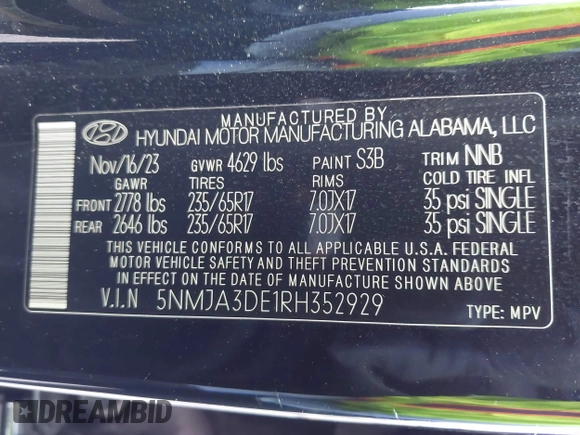 MANUFACTURED BY
HYUNDAI MOTOR MANUFACTURING ALABAMA, LLC
Nov/16/23 GVWR 4629 lbs PAINT S3B TRIM NNB
GAWR TIRES RIMS COLD TIRE INFL
FRONT 2778 lbs 235/65R17 7.0JX17 35 psi SINGLE
REAR 2646 lbs 235/65R17 7.0JX17 35 psi SINGLE
THIS VEHICLE CONFORMS TO ALL APPLICABLE U.S.A. FEDERAL
MOTOR VEHICLE SAFETY AND THEFT PREVENTION STANDARDS
IN EFFECT ON THE DATE OF MANUFACTURE SHOWN ABOVE.
V.I.N 5NMJA3DE1RH352929 TYPE: MPV
DREAMBID